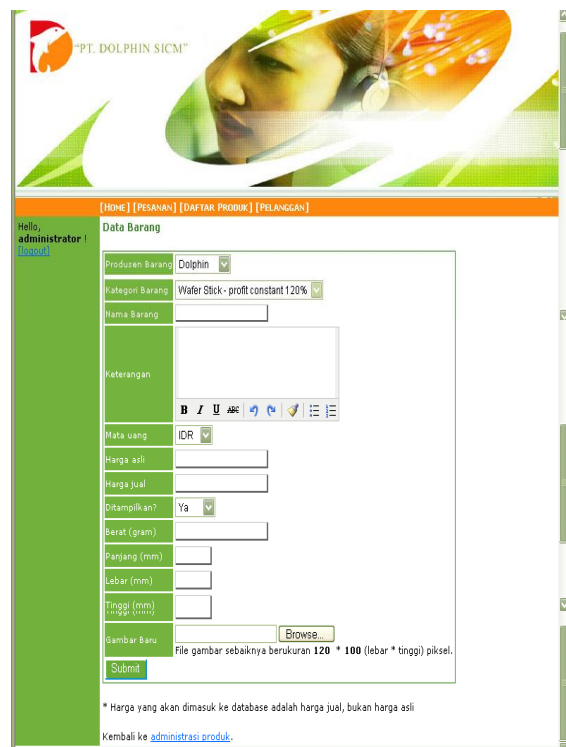 "PT. DOLPHIN SICM"
[HOME] [PESANAN] [DAFTAR PRODUK] [PELANGGAN]
Hello,
administrator !
[logout]
Data Barang
Produsen Barang Dolphin
Kategori Barang Wafer Stick - profit constant 120%
Nama Barang
Keterangan
B I U ABC
Mata uang IDR
Harga asli
Harga jual
Ditampilkan? Ya
Berat (gram)
Panjang (mm)
Lebar (mm)
Tinggi (mm)
Gambar Baru Browse...
File gambar sebaiknya berukuran 120 * 100 (lebar * tinggi) piksel.
Submit
* Harga yang akan dimasuk ke database adalah harga jual, bukan harga asli
Kembali ke administrasi produk.